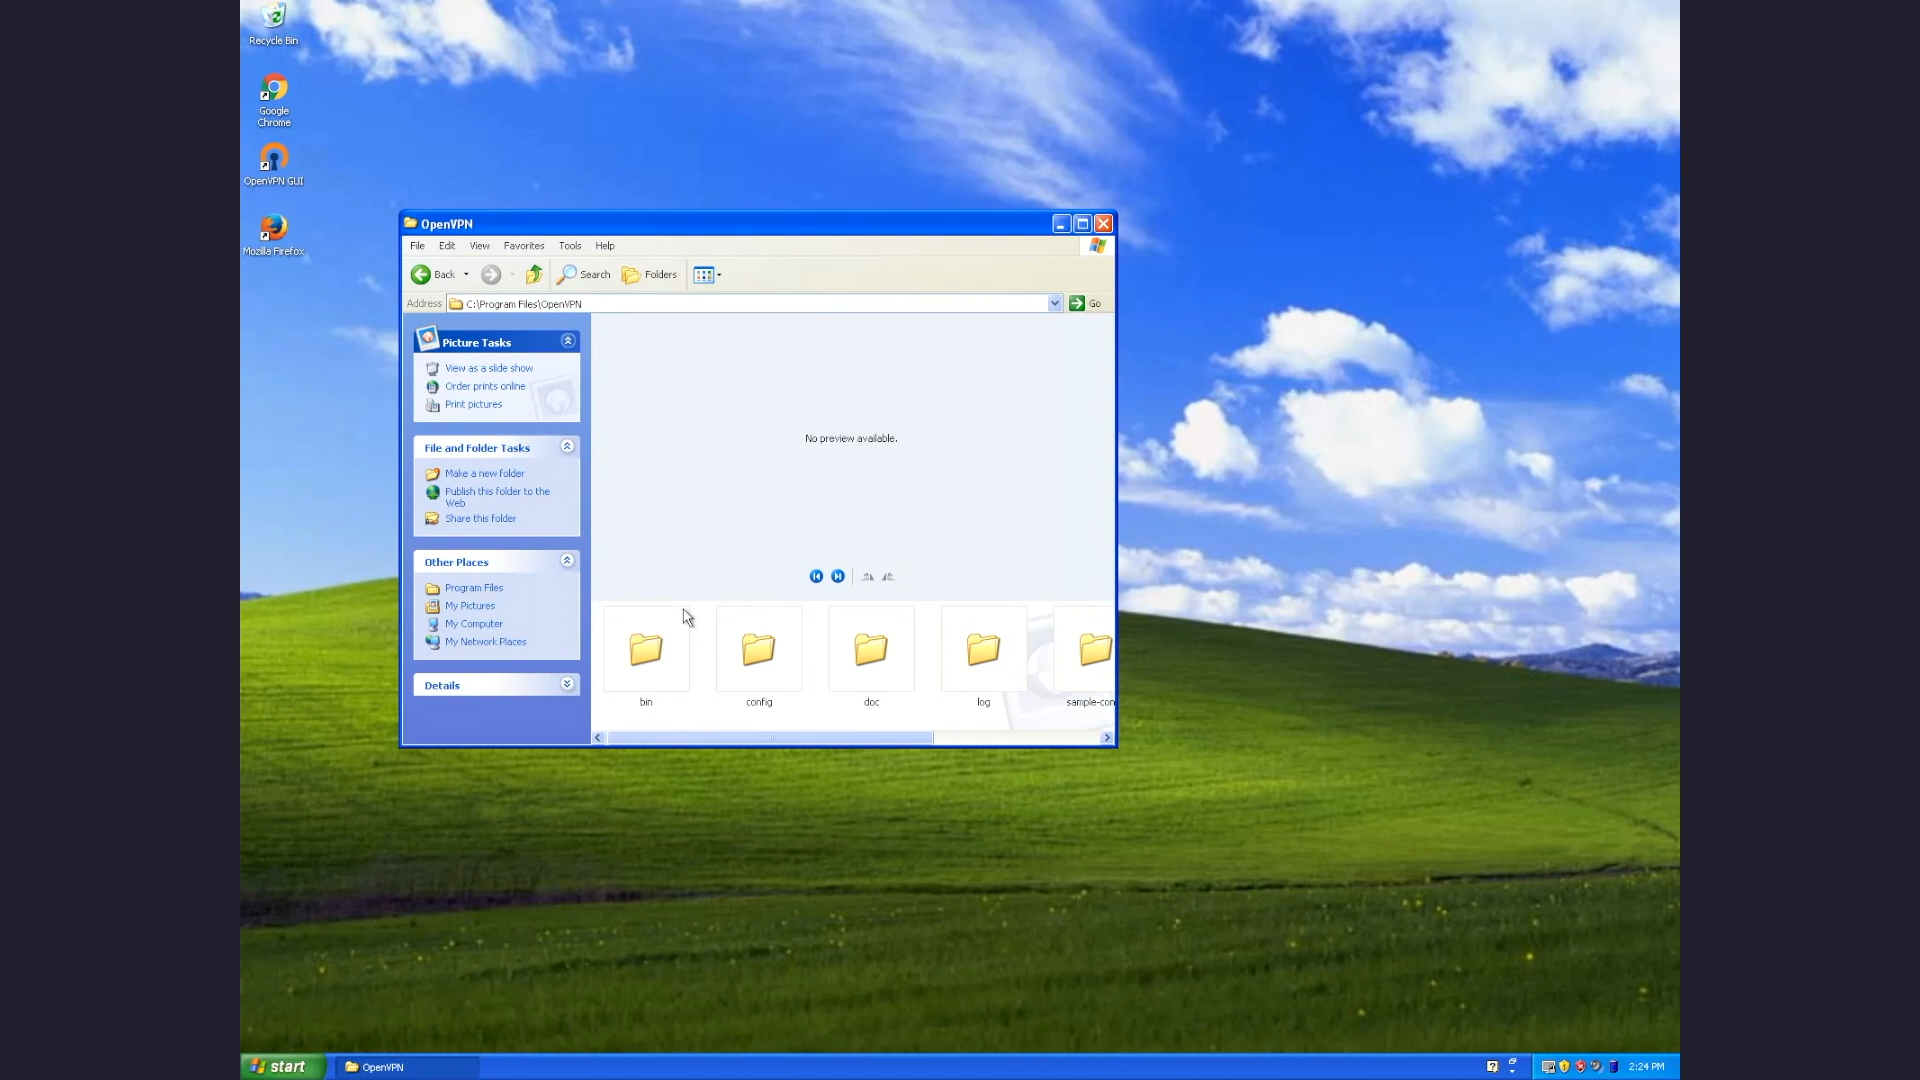 Recycle Bin
Google
Chrome
OpenVPN GUI
Mozilla Firefox
OpenVPN
File Edit View Favorites Tools Help
Back Search Folders
Address C:\Program Files\OpenVPN Go
Picture Tasks
View as a slide show
Order prints online
Print pictures
File and Folder Tasks
Make a new folder
Publish this folder to the
Web
Share this folder
Other Places
Program Files
My Pictures
My Computer
My Network Places
Details
No preview available.
bin config doc log sample-con
start OpenVPN 2:24 PM